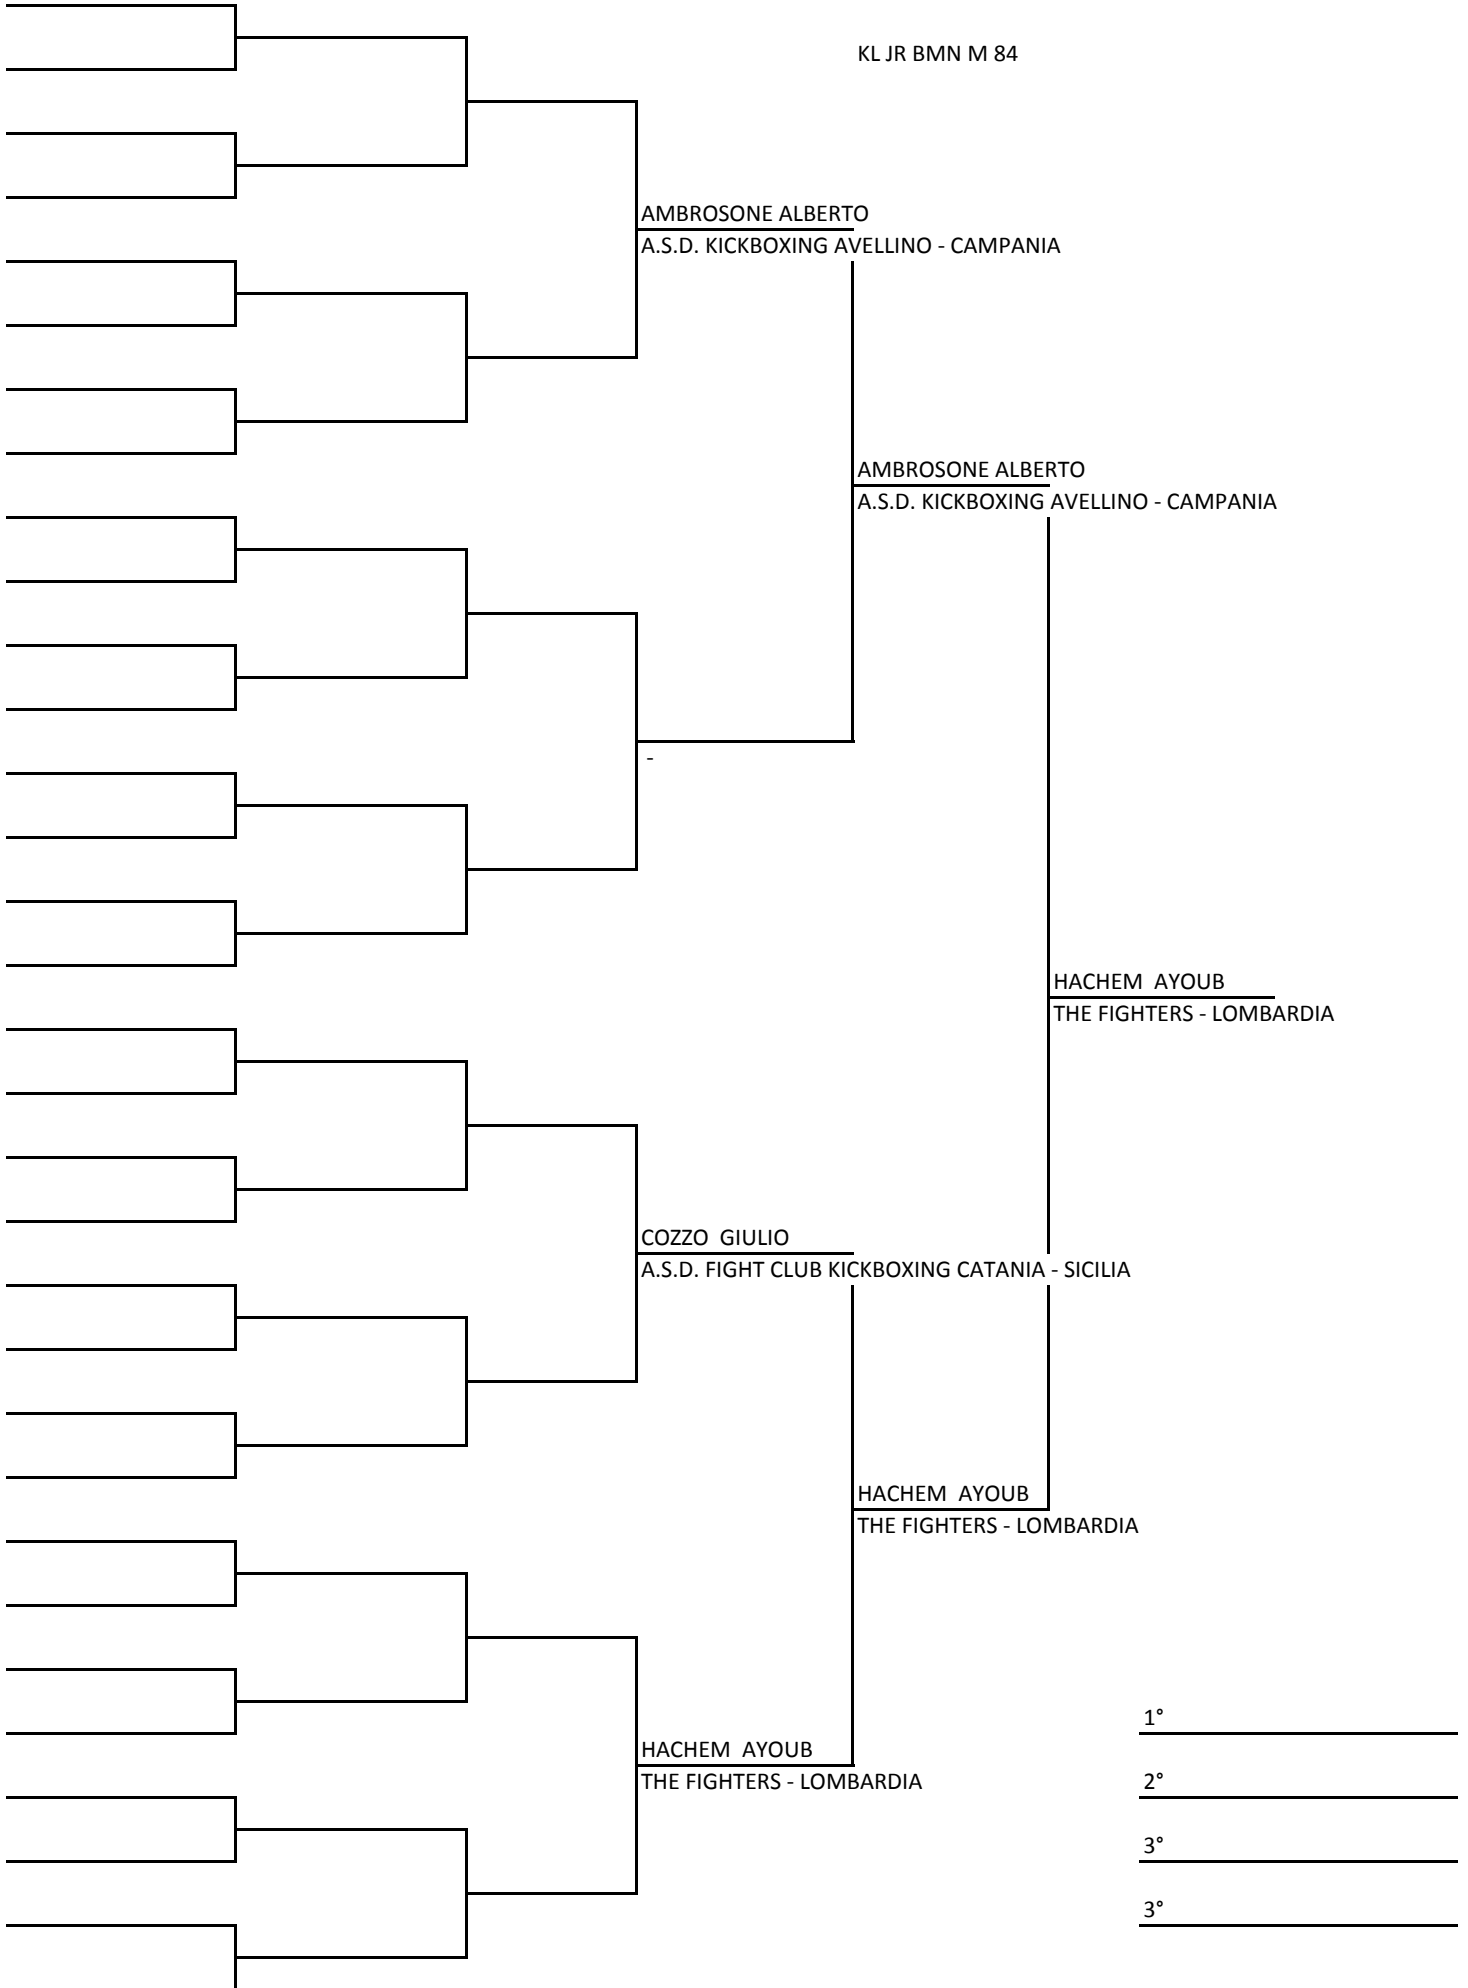 KL JR BMN M 84
AMBROSONE ALBERTO
A.S.D. KICKBOXING AVELLINO - CAMPANIA
AMBROSONE ALBERTO
A.S.D. KICKBOXING AVELLINO - CAMPANIA
-
HACHEM  AYOUB
THE FIGHTERS - LOMBARDIA
COZZO  GIULIO
A.S.D. FIGHT CLUB KICKBOXING CATANIA - SICILIA
HACHEM  AYOUB
THE FIGHTERS - LOMBARDIA
1°
HACHEM  AYOUB
THE FIGHTERS - LOMBARDIA
2°
3°
3°